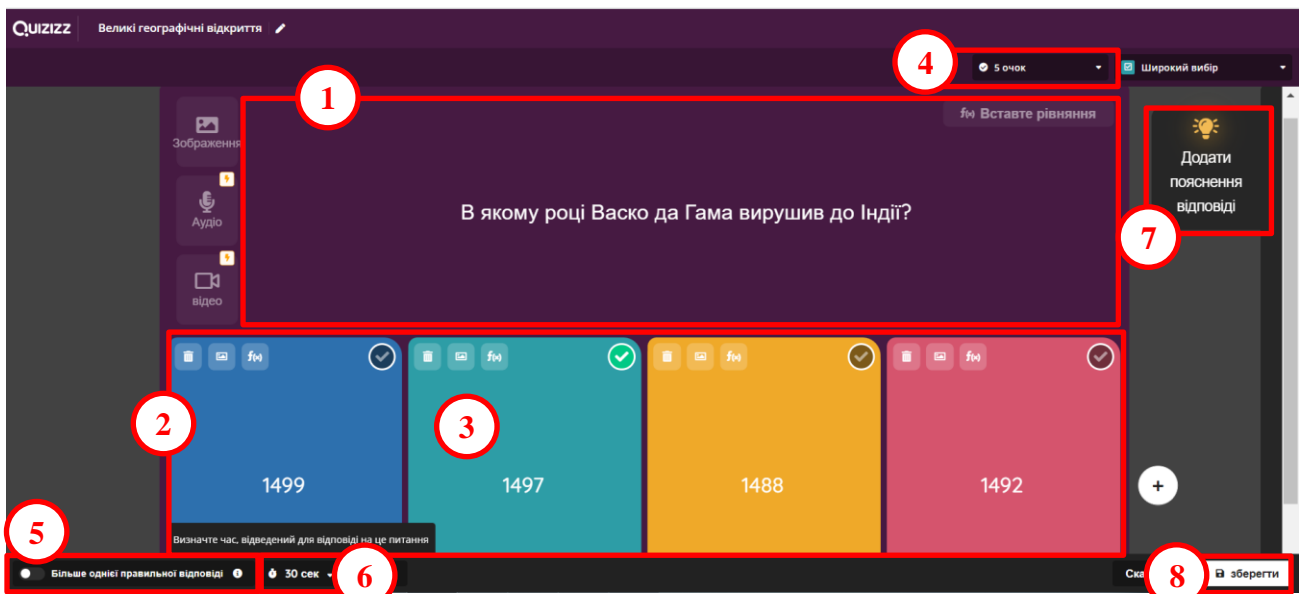 QUIZIZZ Великі географічні відкриття
4
5 очок
Широкий вибір
1
Вставте рівняння
Зображення
Аудіо
відео
В якому році Васко да Гама вирушив до Індії?
Додати
пояснення
відповіді
7
f(x)
f(x)
f(x)
f(x)
2
3
1499
1497
1488
1492
+
5
Визначте час, відведений для відповіді на це питання
Більше однієї правильної відповіді
30 сек
6
8
зберегти